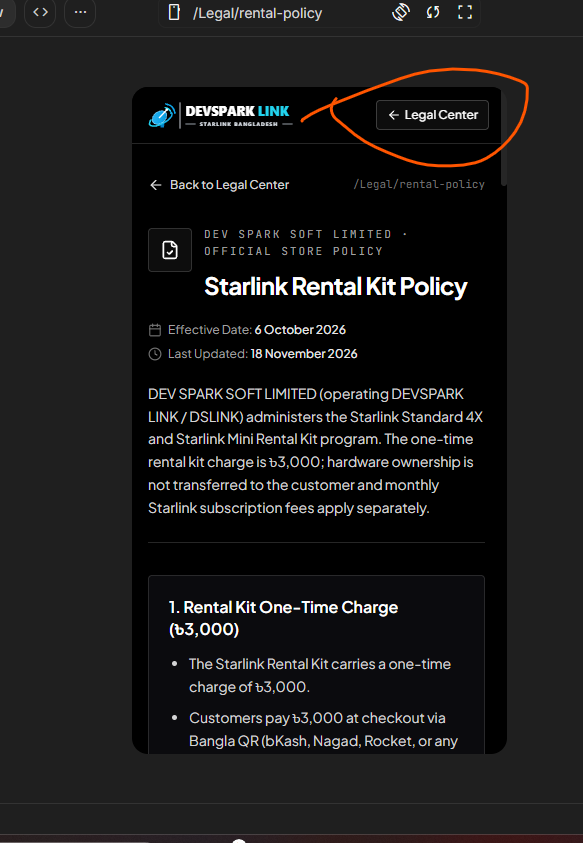 /Legal/rental-policy
DEVSPARK LINK
STARLINK BANGLADESH
← Legal Center
← Back to Legal Center
/Legal/rental-policy
DEV SPARK SOFT LIMITED ·
OFFICIAL STORE POLICY
Starlink Rental Kit Policy
Effective Date: 6 October 2026
Last Updated: 18 November 2026
DEV SPARK SOFT LIMITED (operating DEVSPARK
LINK / DSLINK) administers the Starlink Standard 4X
and Starlink Mini Rental Kit program. The one-time
rental kit charge is ৳3,000; hardware ownership is
not transferred to the customer and monthly
Starlink subscription fees apply separately.
1. Rental Kit One-Time Charge
(৳3,000)
• The Starlink Rental Kit carries a one-time
charge of ৳3,000.
• Customers pay ৳3,000 at checkout via
Bangla QR (bKash, Nagad, Rocket, or any